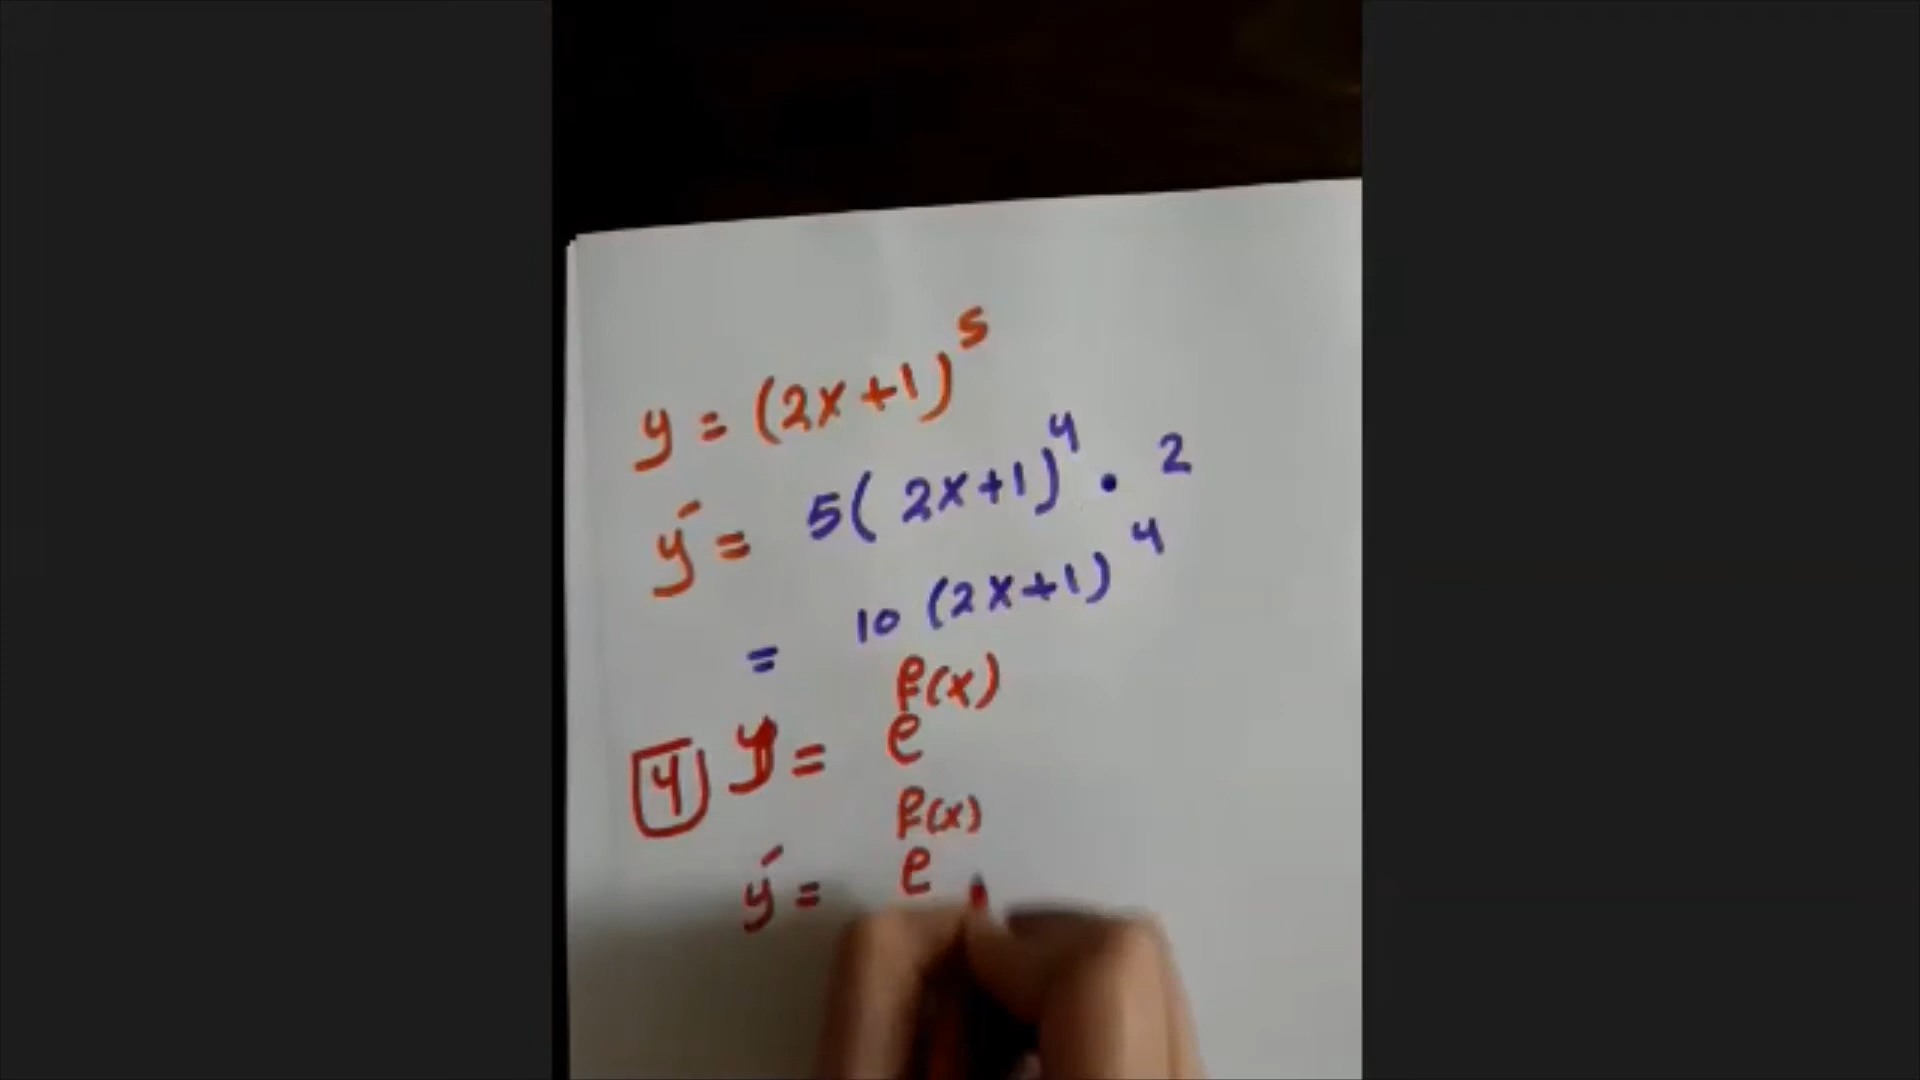 y = (2x+1)^5
y' = 5(2x+1)^4 · 2
= 10 (2x+1)^4
4 y = e^f(x)
y' = e^f(x) ·